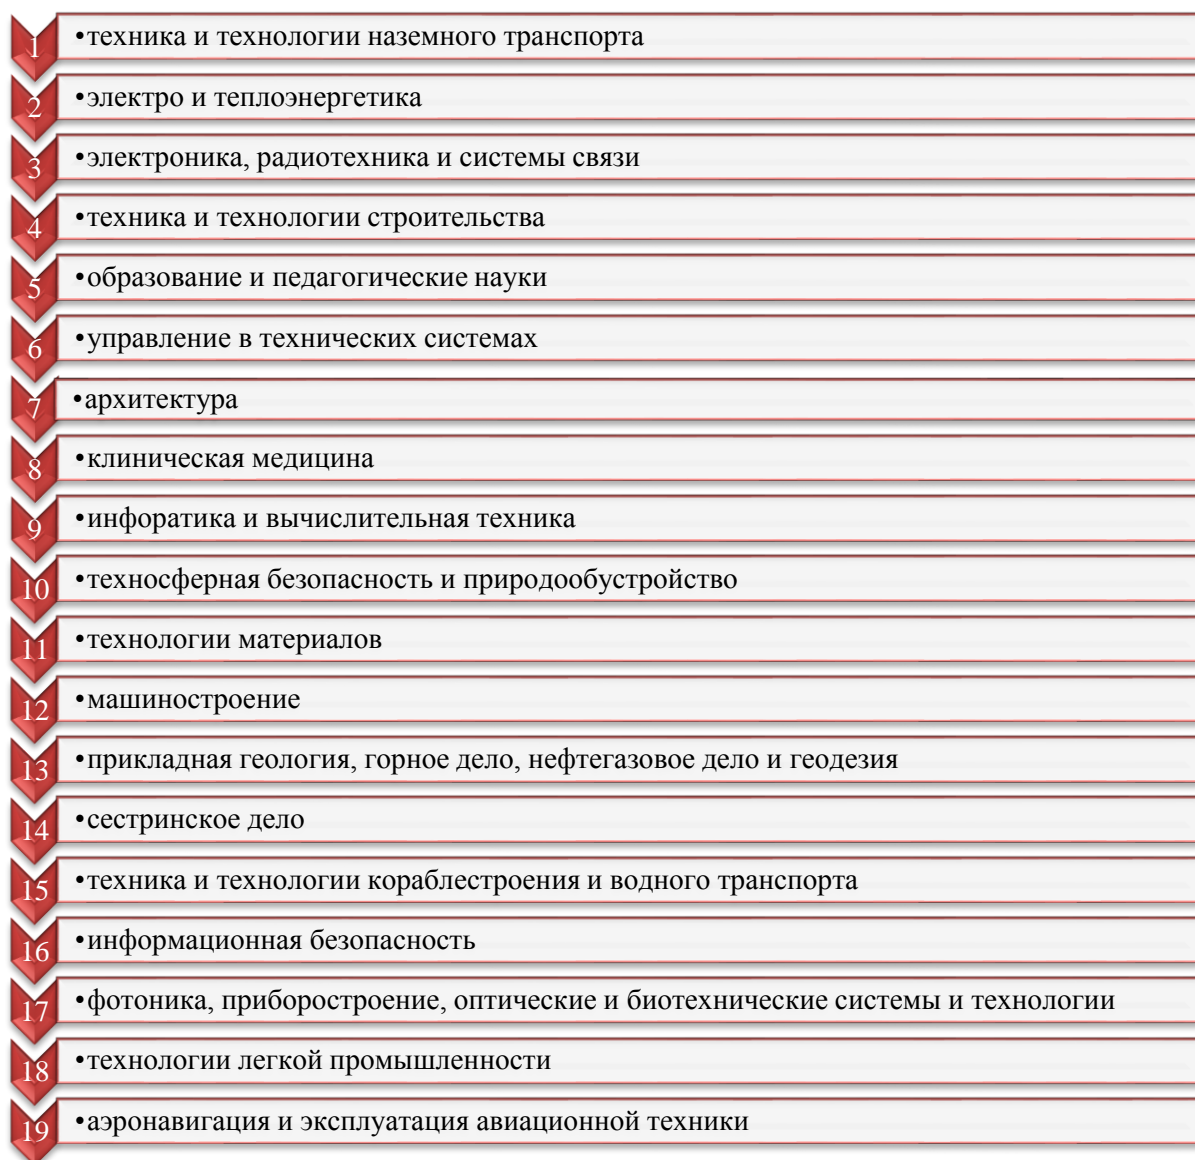 1 •техника и технологии наземного транспорта
2 •электро и теплоэнергетика
3 •электроника, радиотехника и системы связи
4 •техника и технологии строительства
5 •образование и педагогические науки
6 •управление в технических системах
7 •архитектура
8 •клиническая медицина
9 •инфоратика и вычислительная техника
10 •техносферная безопасность и природообустройство
11 •технологии материалов
12 •машиностроение
13 •прикладная геология, горное дело, нефтегазовое дело и геодезия
14 •сестринское дело
15 •техника и технологии кораблестроения и водного транспорта
16 •информационная безопасность
17 •фотоника, приборостроение, оптические и биотехнические системы и технологии
18 •технологии легкой промышленности
19 •аэронавигация и эксплуатация авиационной техники